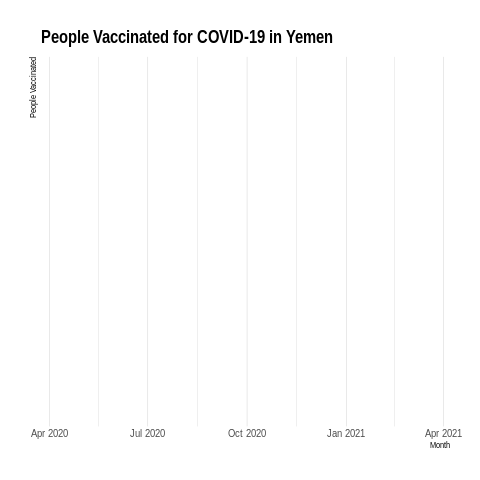 People Vaccinated for COVID-19 in Yemen
People Vaccinated
Apr 2020
Jul 2020
Oct 2020
Jan 2021
Apr 2021
Month